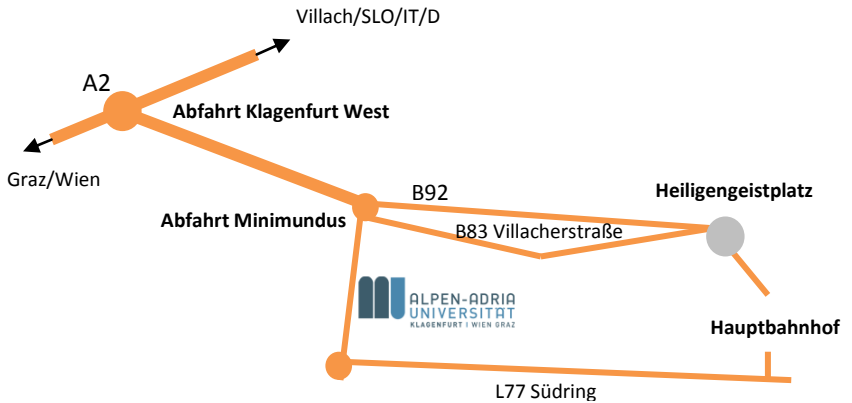 Villach/SLO/IT/D
A2
Abfahrt Klagenfurt West
Graz/Wien
B92
Heiligengeistplatz
Abfahrt Minimundus
B83 Villacherstraße
ALPEN-ADRIA
UNIVERSITÄT
KLAGENFURT I WIEN GRAZ
Hauptbahnhof
L77 Südring